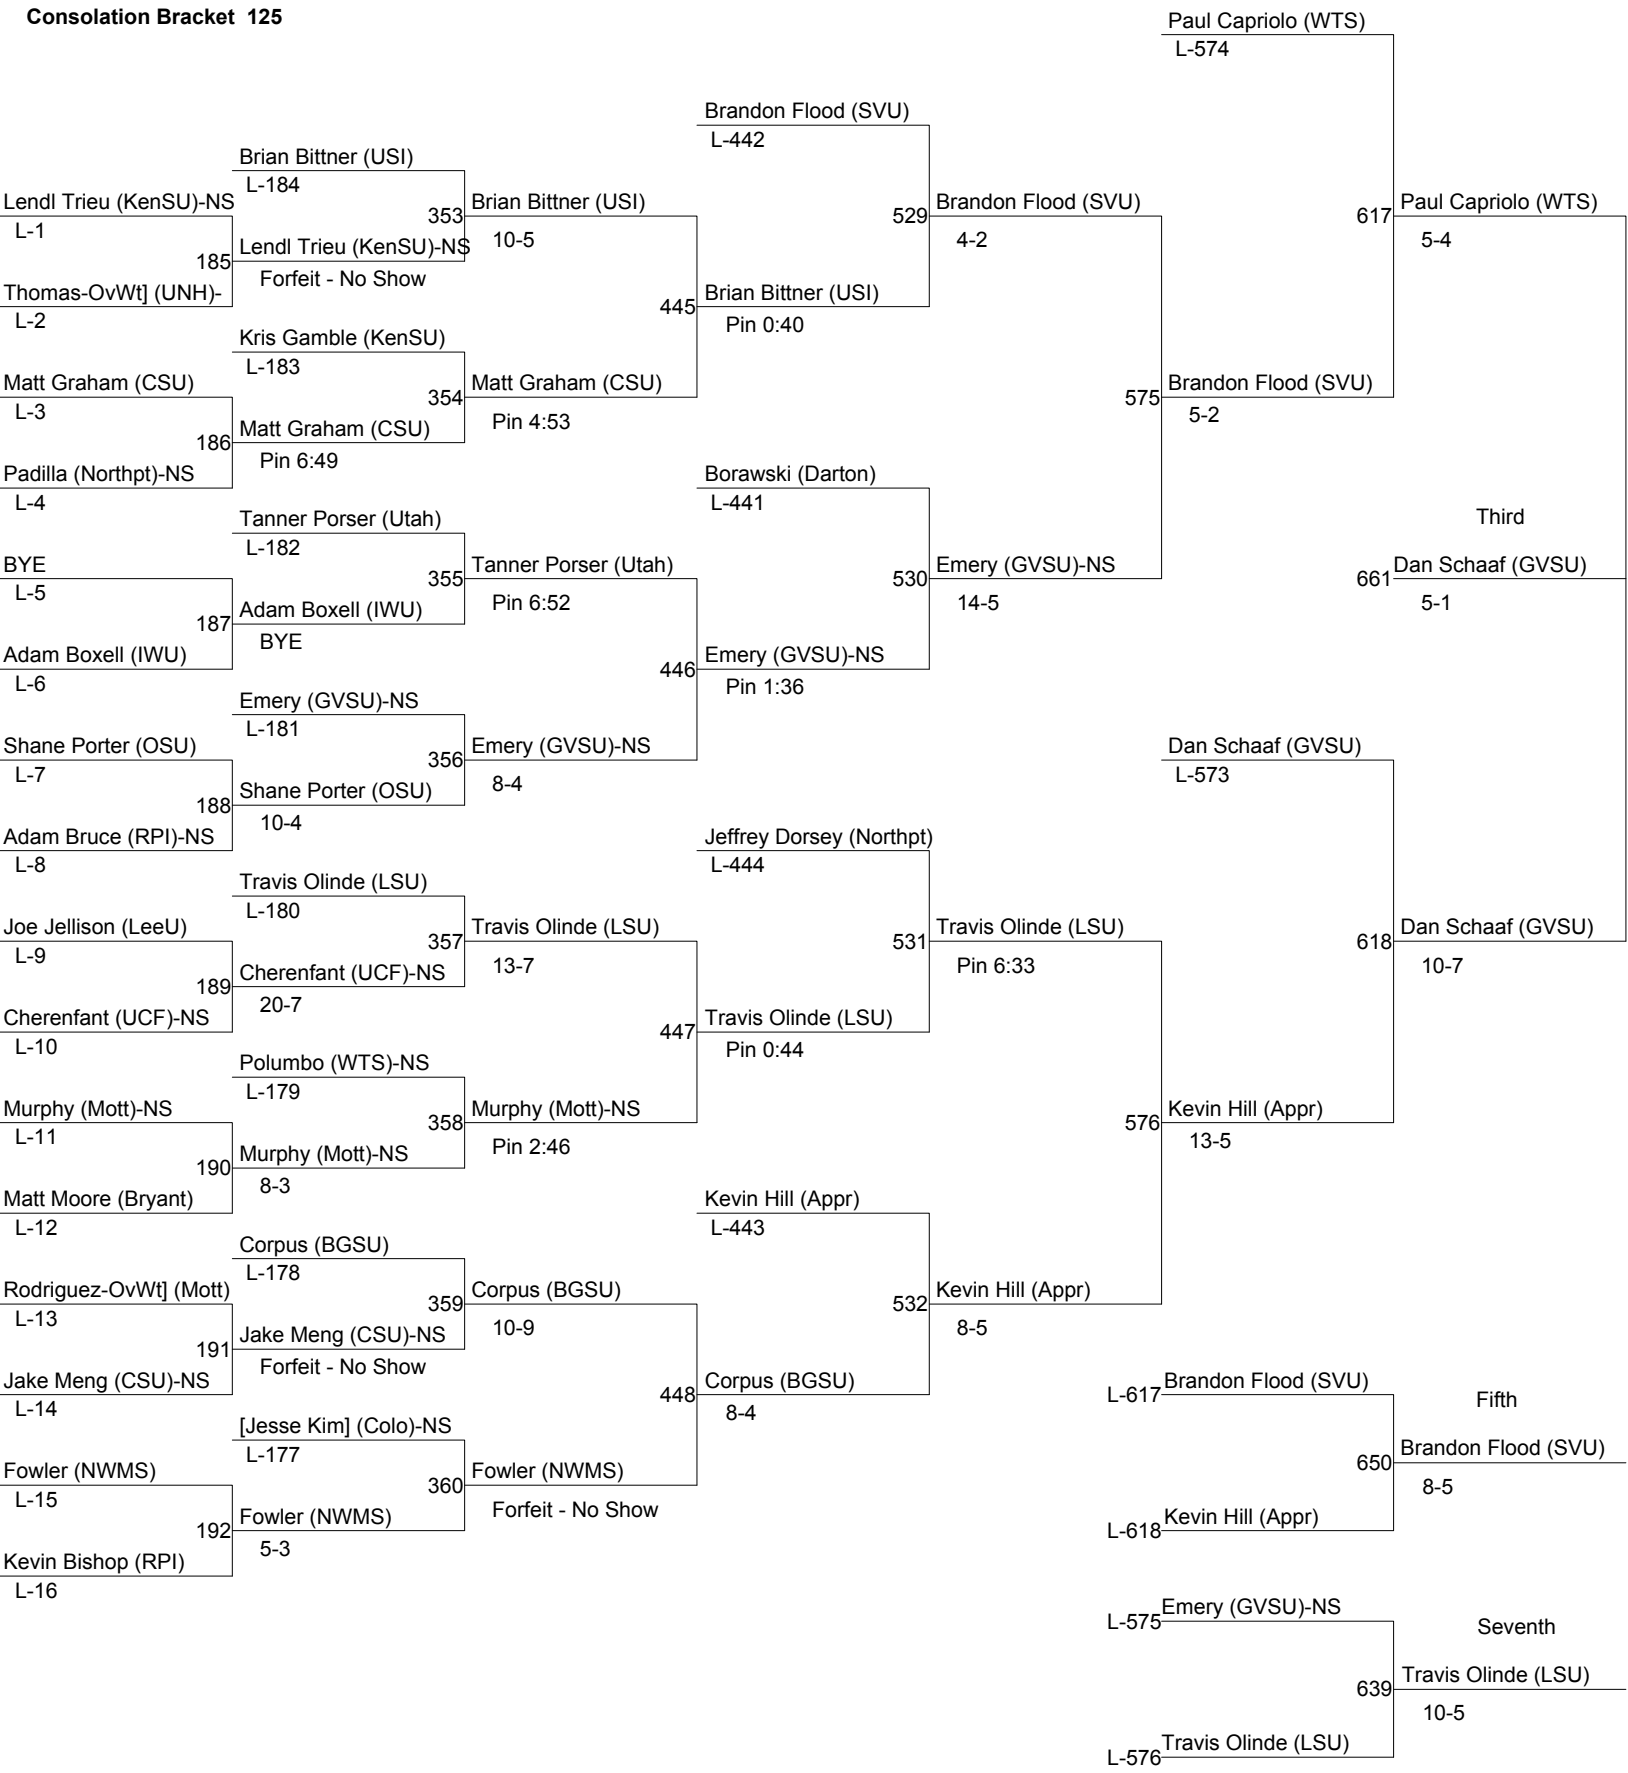 Consolation Bracket 125
Paul Capriolo (WTS)
L-574
Brandon Flood (SVU)
L-442
Brian Bittner (USI)
L-184
Lendl Trieu (KenSU)-NS
353
Brian Bittner (USI)
529
Brandon Flood (SVU)
617
Paul Capriolo (WTS)
L-1
10-5
4-2
5-4
185
Lendl Trieu (KenSU)-NS
Forfeit - No Show
Thomas-OvWt] (UNH)-
445
Brian Bittner (USI)
L-2
Pin 0:40
Kris Gamble (KenSU)
L-183
Matt Graham (CSU)
354
Matt Graham (CSU)
575
Brandon Flood (SVU)
L-3
Pin 4:53
5-2
186
Matt Graham (CSU)
Pin 6:49
Padilla (Northpt)-NS
Borawski (Darton)
L-4
L-441
Tanner Porser (Utah)
Third
L-182
BYE
355
Tanner Porser (Utah)
530
Emery (GVSU)-NS
661
Dan Schaaf (GVSU)
L-5
Pin 6:52
14-5
5-1
187
Adam Boxell (IWU)
BYE
Adam Boxell (IWU)
446
Emery (GVSU)-NS
L-6
Pin 1:36
Emery (GVSU)-NS
L-181
Shane Porter (OSU)
356
Emery (GVSU)-NS
Dan Schaaf (GVSU)
L-7
8-4
L-573
188
Shane Porter (OSU)
10-4
Adam Bruce (RPI)-NS
Jeffrey Dorsey (Northpt)
L-8
L-444
Travis Olinde (LSU)
L-180
Joe Jellison (LeeU)
357
Travis Olinde (LSU)
531
Travis Olinde (LSU)
618
Dan Schaaf (GVSU)
L-9
13-7
Pin 6:33
10-7
189
Cherenfant (UCF)-NS
20-7
Cherenfant (UCF)-NS
447
Travis Olinde (LSU)
L-10
Pin 0:44
Polumbo (WTS)-NS
L-179
Murphy (Mott)-NS
358
Murphy (Mott)-NS
576
Kevin Hill (Appr)
L-11
Pin 2:46
13-5
190
Murphy (Mott)-NS
8-3
Matt Moore (Bryant)
Kevin Hill (Appr)
L-12
L-443
Corpus (BGSU)
L-178
Rodriguez-OvWt] (Mott)
359
Corpus (BGSU)
532
Kevin Hill (Appr)
L-13
10-9
8-5
191
Jake Meng (CSU)-NS
Forfeit - No Show
Jake Meng (CSU)-NS
448
Corpus (BGSU)
L-617
Brandon Flood (SVU)
Fifth
L-14
8-4
[Jesse Kim] (Colo)-NS
L-177
650
Brandon Flood (SVU)
8-5
Fowler (NWMS)
360
Fowler (NWMS)
L-15
Forfeit - No Show
192
Fowler (NWMS)
L-618
Kevin Hill (Appr)
5-3
Kevin Bishop (RPI)
L-16
L-575
Emery (GVSU)-NS
Seventh
639
Travis Olinde (LSU)
10-5
L-576
Travis Olinde (LSU)